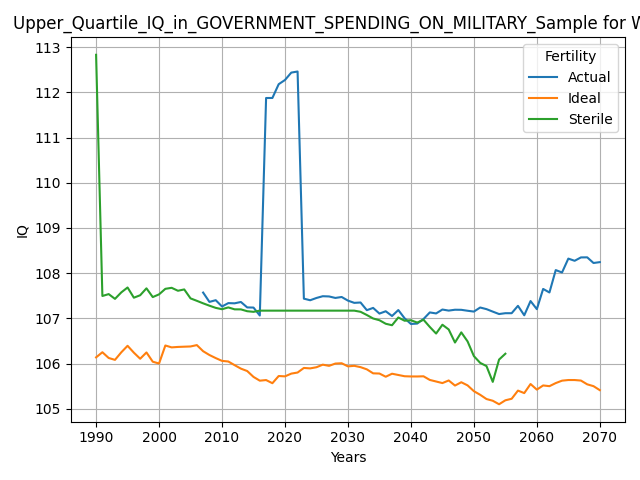 Upper_Quartile_IQ_in_GOVERNMENT_SPENDING_ON_MILITARY_Sample for
Fertility
Actual
Ideal
Sterile
113
112
111
110
109
108
107
106
105
IQ
1990
2000
2010
2020
2030
2040
2050
2060
2070
Years